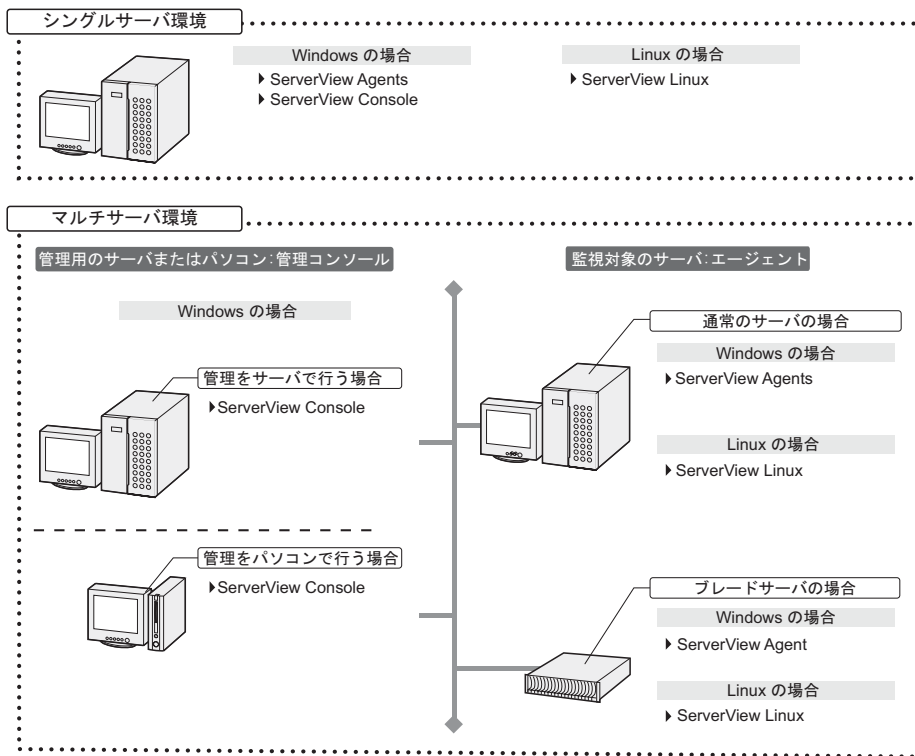 シングルサーバ環境
Windows の場合
ServerView Agents
ServerView Console
Linux の場合
ServerView Linux
マルチサーバ環境
管理用のサーバまたはパソコン:管理コンソール
Windows の場合
管理をサーバで行う場合
ServerView Console
管理をパソコンで行う場合
ServerView Console
監視対象のサーバ:エージェント
通常のサーバの場合
Windows の場合
ServerView Agents
Linux の場合
ServerView Linux
ブレードサーバの場合
Windows の場合
ServerView Agent
Linux の場合
ServerView Linux